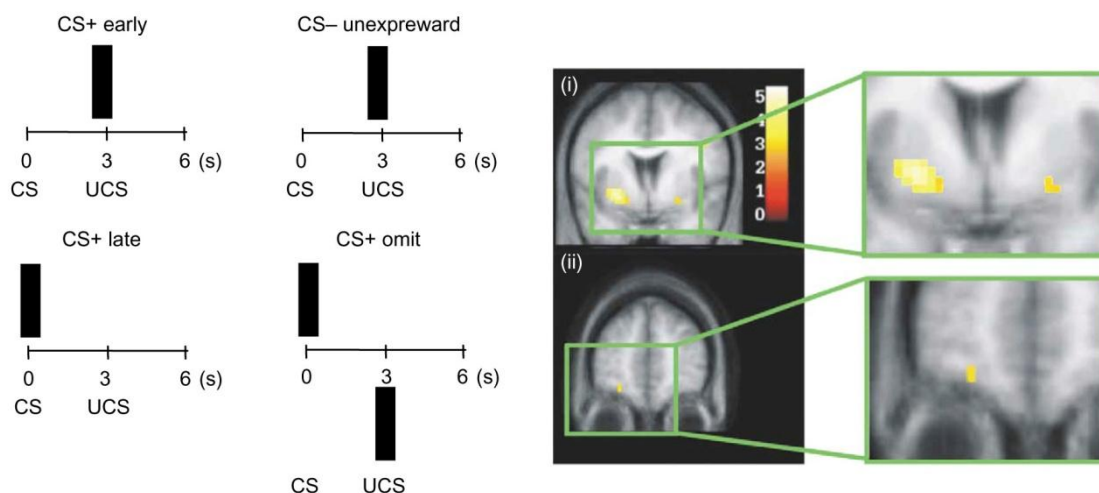 CS+ early
0 3 6 (s)
CS UCS
CS– unexpreward
0 3 6 (s)
CS UCS
CS+ late
0 3 6 (s)
CS UCS
CS+ omit
0 3 6 (s)
CS UCS
(i)
5
4
3
2
1
0
(ii)